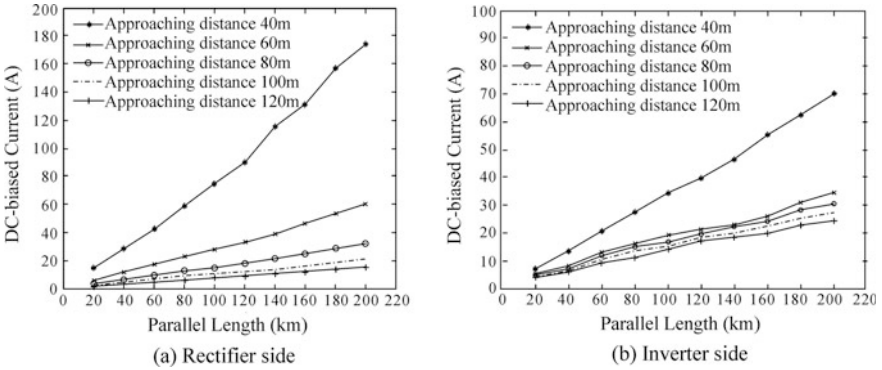 200
180
160
140
120
100
80
60
40
20
0
DC-biased Current (A)
Approaching distance 40m
Approaching distance 60m
Approaching distance 80m
Approaching distance 100m
Approaching distance 120m
0 20 40 60 80 100 120 140 160 180 200 220
Parallel Length (km)
(a) Rectifier side
100
90
80
70
60
50
40
30
20
10
0
DC-biased Current (A)
Approaching distance 40m
Approaching distance 60m
Approaching distance 80m
Approaching distance 100m
Approaching distance 120m
0 20 40 60 80 100 120 140 160 180 200 220
Parallel Length (km)
(b) Inverter side